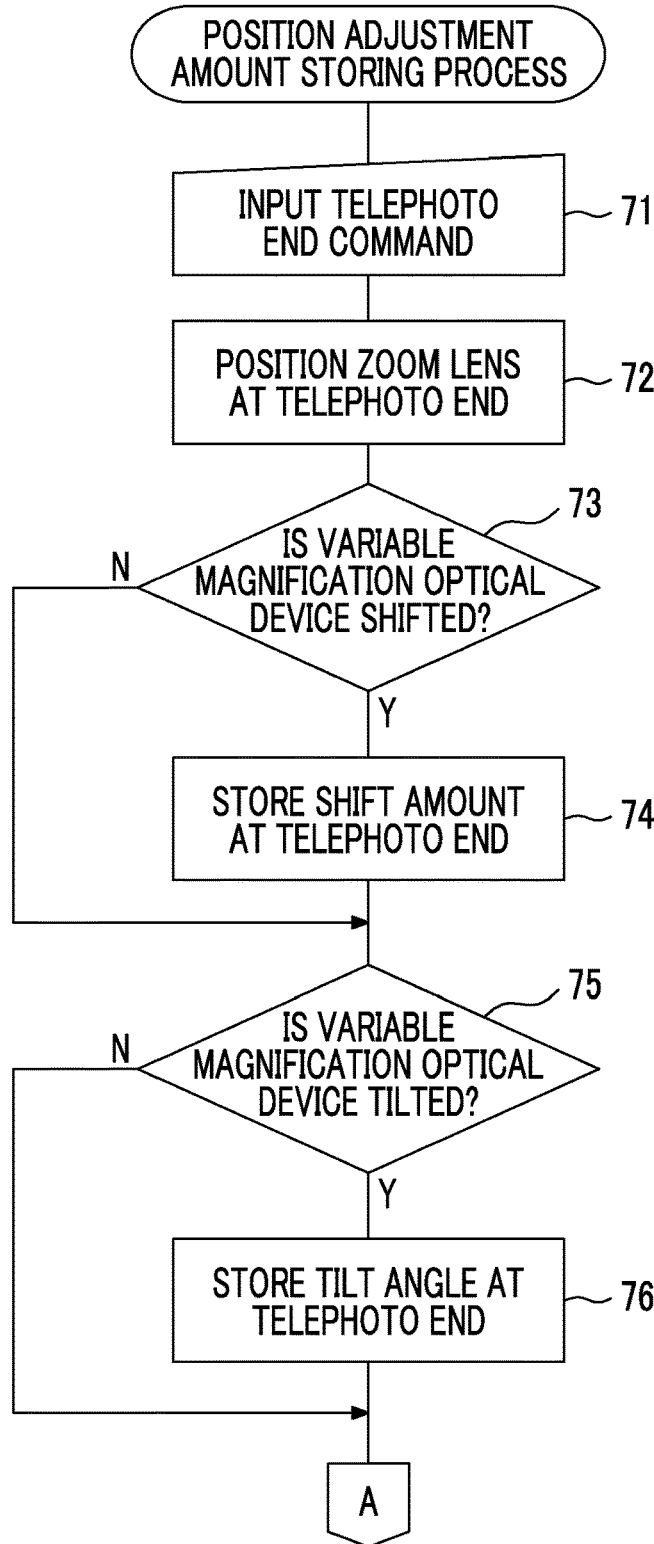 POSITION ADJUSTMENT
AMOUNT STORING PROCESS
INPUT TELEPHOTO
END COMMAND
71
POSITION ZOOM LENS
AT TELEPHOTO END
72
73
IS VARIABLE
MAGNIFICATION OPTICAL
DEVICE SHIFTED?
N
Y
STORE SHIFT AMOUNT
AT TELEPHOTO END
74
75
IS VARIABLE
MAGNIFICATION OPTICAL
DEVICE TILTED?
N
Y
STORE TILT ANGLE AT
TELEPHOTO END
76
A